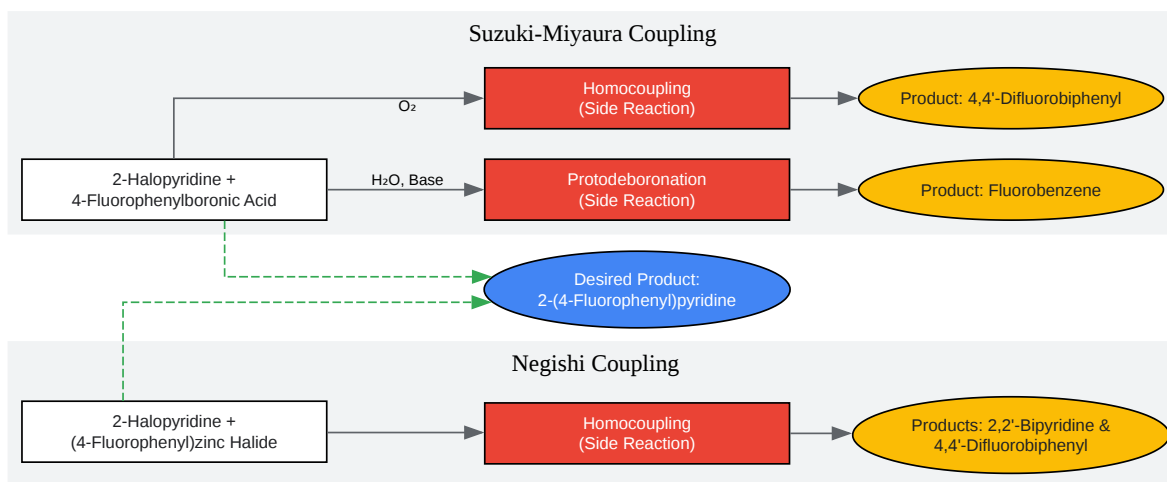 Suzuki-Miyaura Coupling
Homocoupling
(Side Reaction)
Product: 4,4'-Difluorobiphenyl
O₂
2-Halopyridine +
4-Fluorophenylboronic Acid
H₂O, Base
Protodeboronation
(Side Reaction)
Product: Fluorobenzene
Desired Product:
2-(4-Fluorophenyl)pyridine
Negishi Coupling
2-Halopyridine +
(4-Fluorophenyl)zinc Halide
Homocoupling
(Side Reaction)
Products: 2,2'-Bipyridine &
4,4'-Difluorobiphenyl